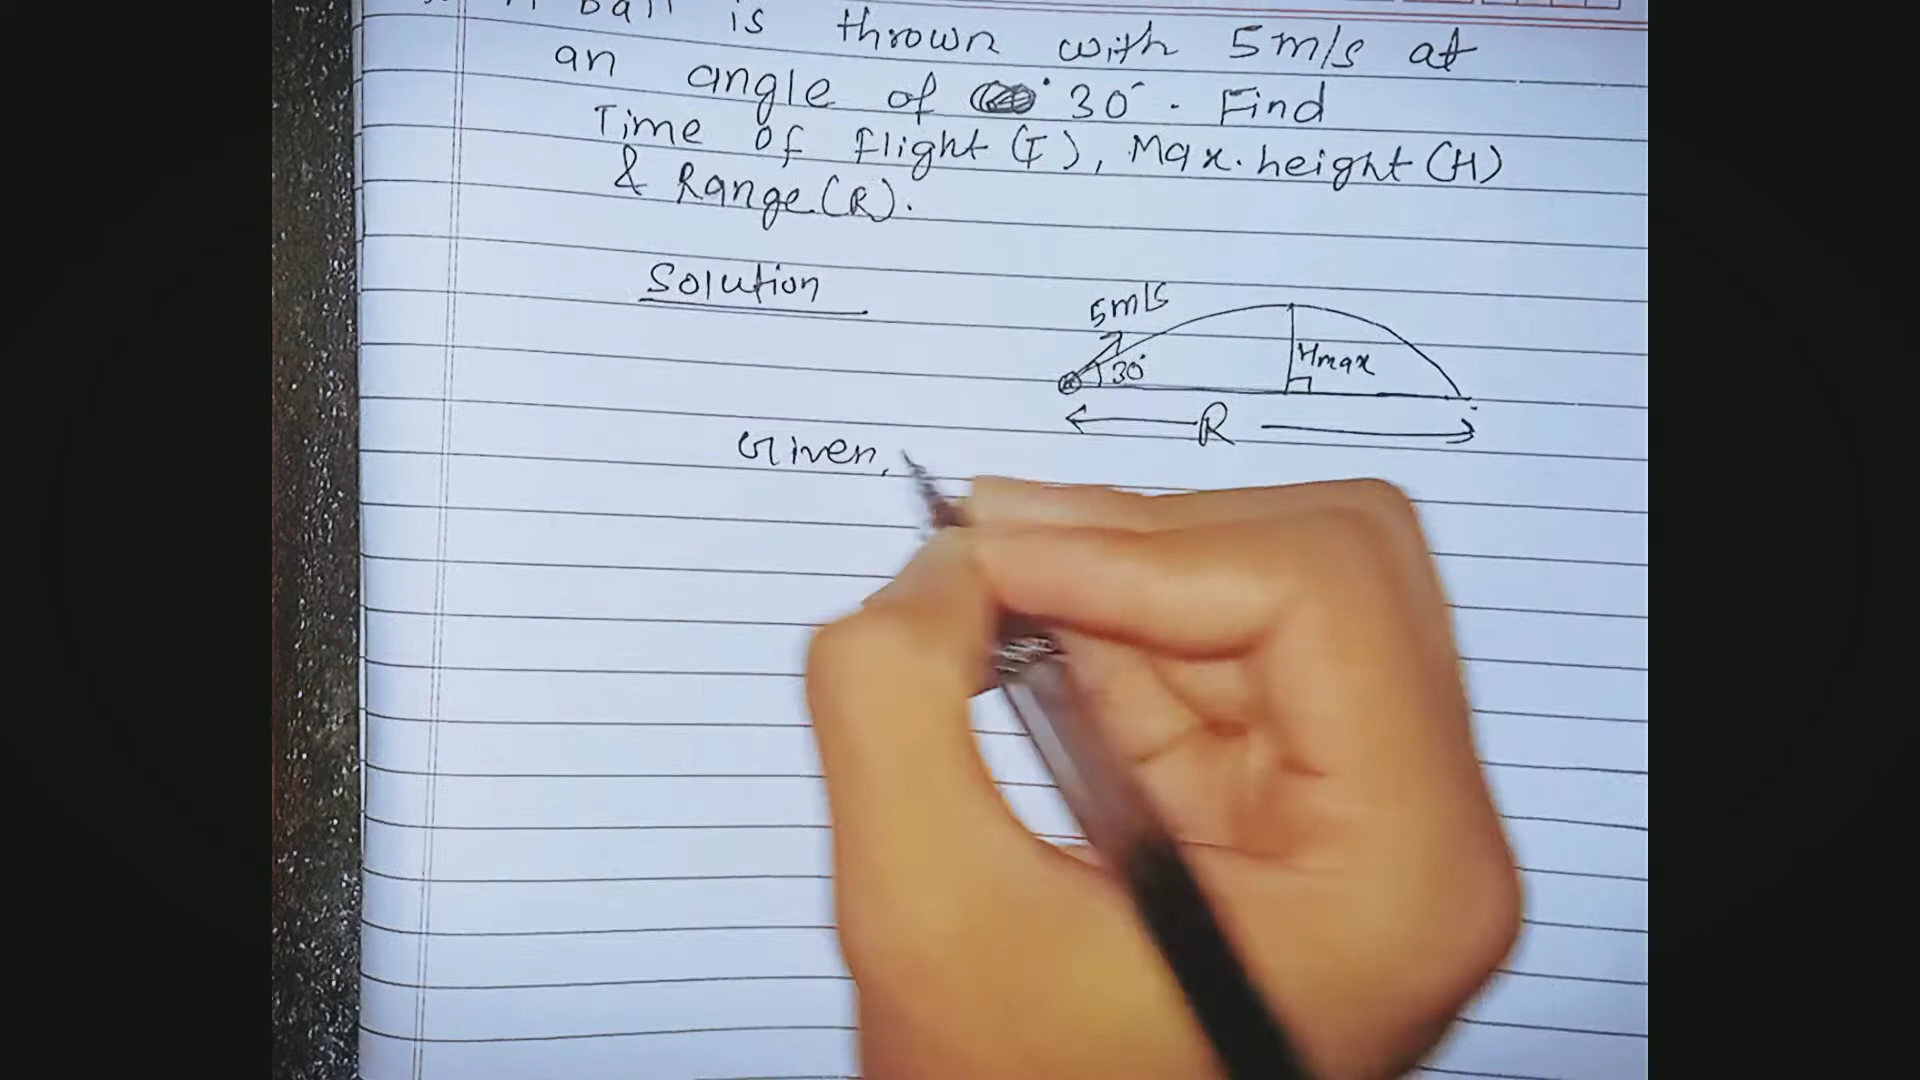 A ball is thrown with 5m/s at
an angle of 30° . Find
Time of flight (T), Max. height (H)
& Range (R).
Solution
5m/s
30°
Hmax
R
Given,